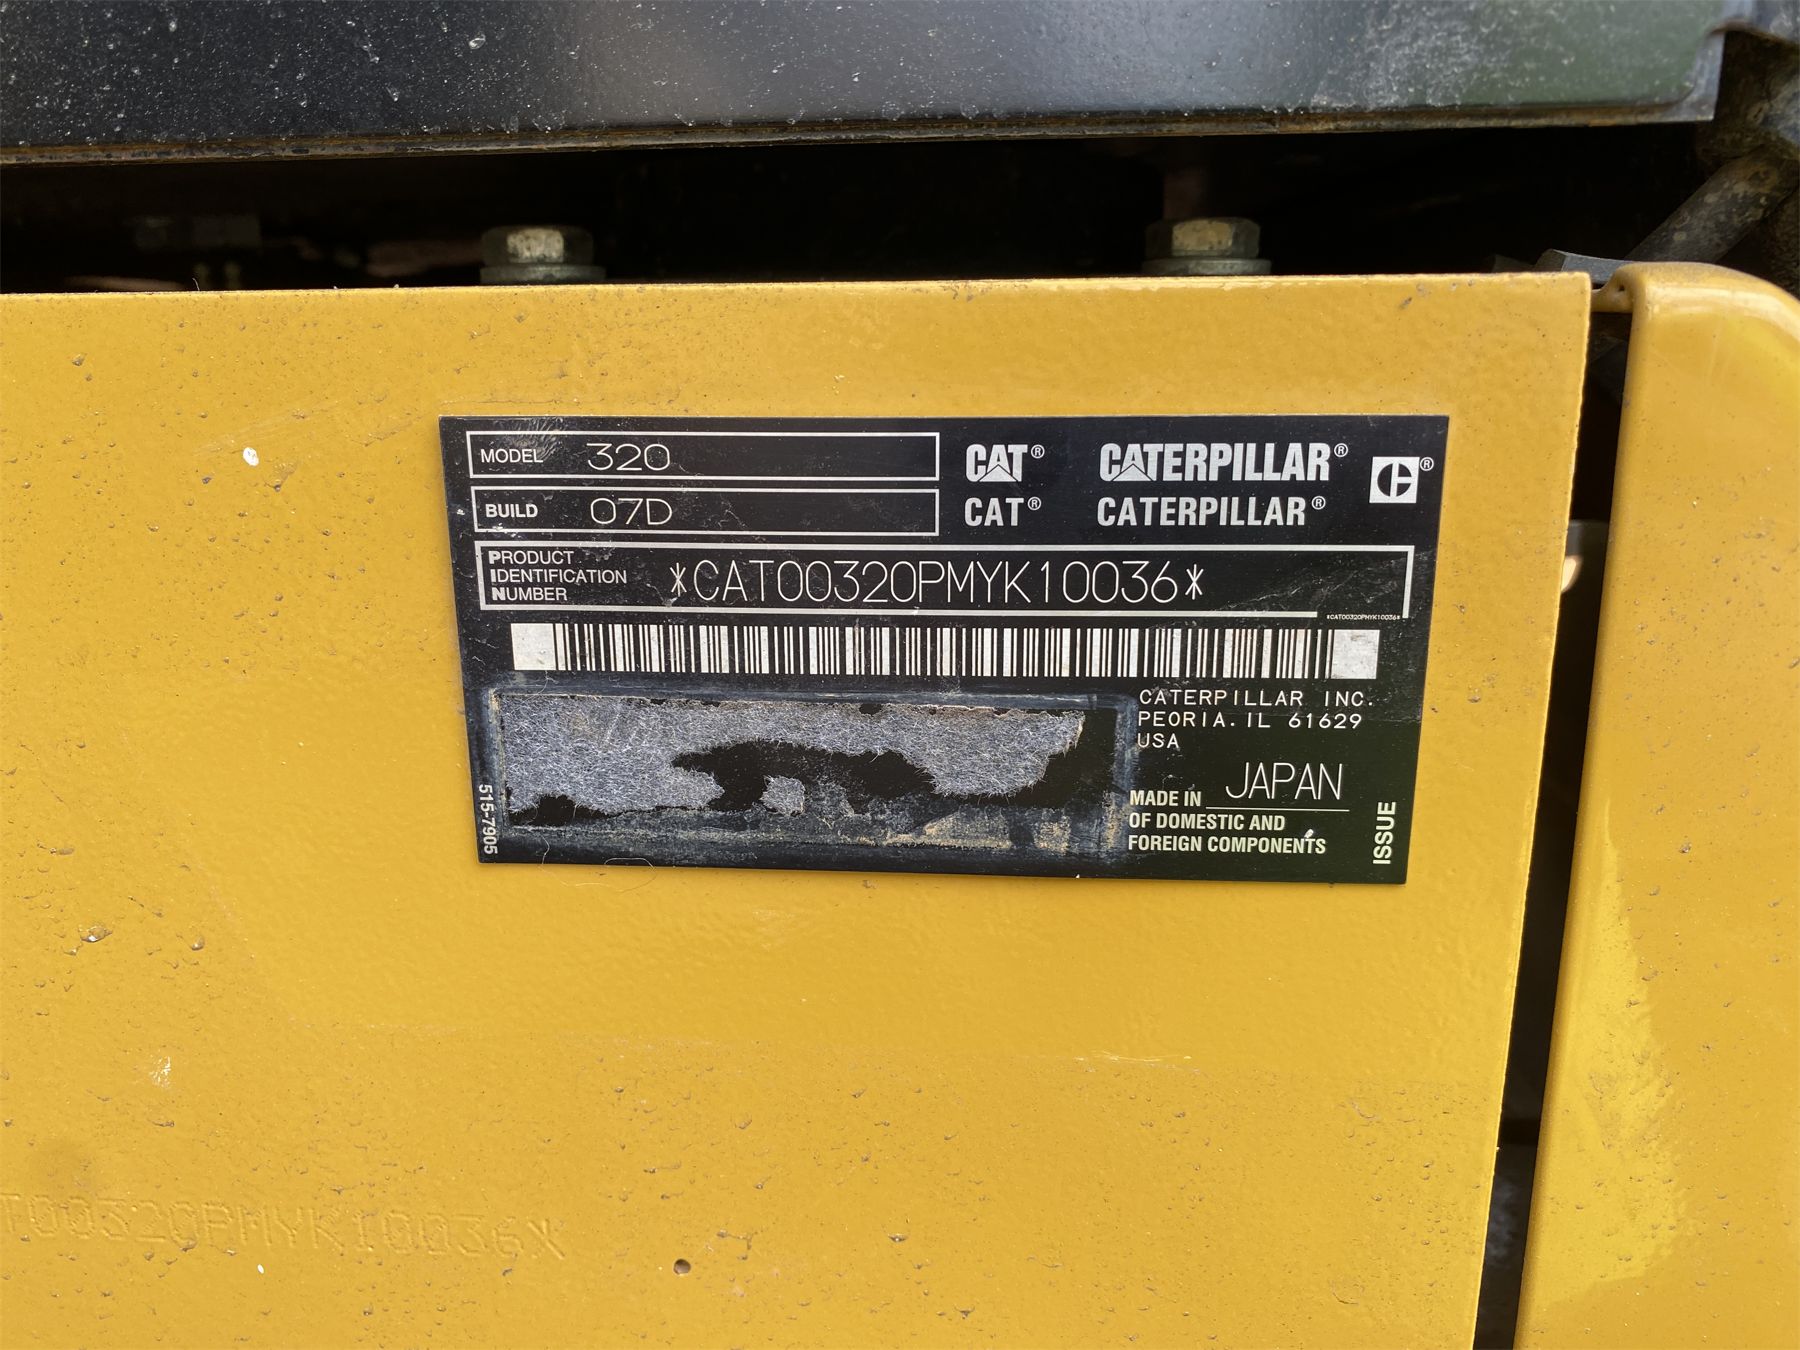 MODEL 320
BUILD 07D
CAT® CATERPILLAR® C®
CAT® CATERPILLAR®
PRODUCT
IDENTIFICATION
NUMBER
*CAT00320PMYK10036*
*CAT00320PMYK10036*
CATERPILLAR INC.
PEORIA. IL 61629
USA
MADE IN JAPAN
OF DOMESTIC AND
FOREIGN COMPONENTS
515-7905
ISSUE
T00320PMYK10036*